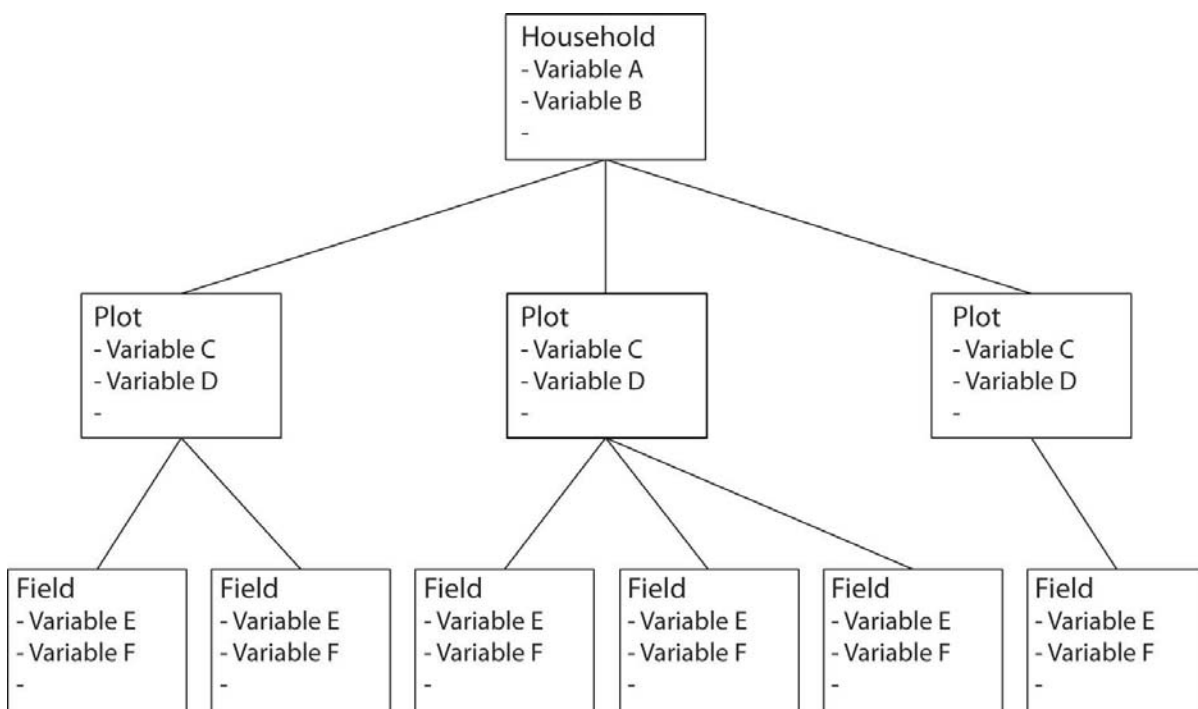 Household
- Variable A
- Variable B
-
Plot
- Variable C
- Variable D
-
Plot
- Variable C
- Variable D
-
Plot
- Variable C
- Variable D
-
Field
- Variable E
- Variable F
-
Field
- Variable E
- Variable F
-
Field
- Variable E
- Variable F
-
Field
- Variable E
- Variable F
-
Field
- Variable E
- Variable F
-
Field
- Variable E
- Variable F
-